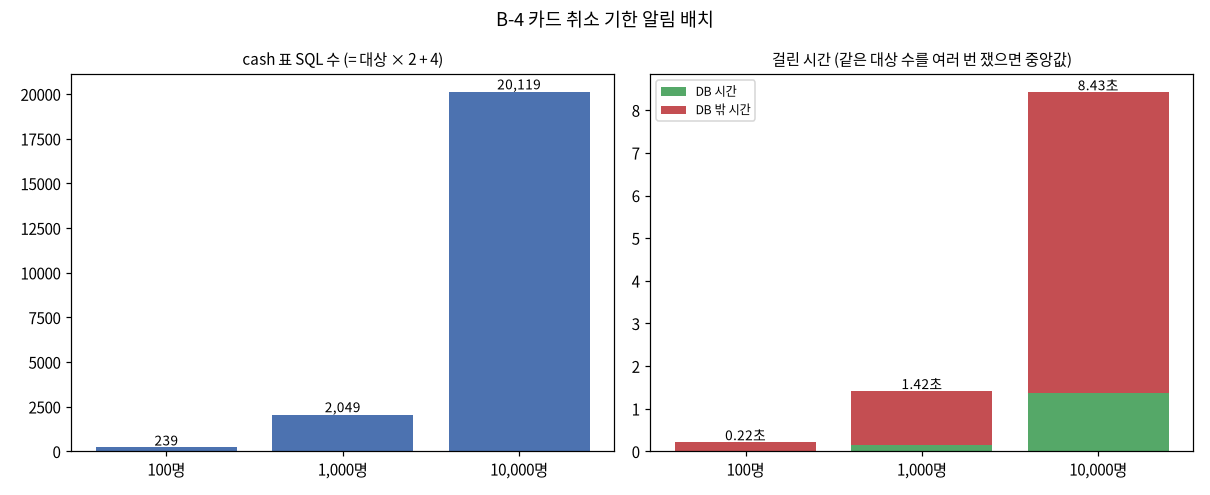 B-4 카드 취소 기한 알림 배치
cash 표 SQL 수 (= 대상 × 2 + 4)
20000
17500
15000
12500
10000
7500
5000
2500
0
239
2,049
20,119
100명
1,000명
10,000명
걸린 시간 (같은 대상 수를 여러 번 쟀으면 중앙값)
DB 시간
DB 밖 시간
8
7
6
5
4
3
2
1
0
0.22초
1.42초
8.43초
100명
1,000명
10,000명